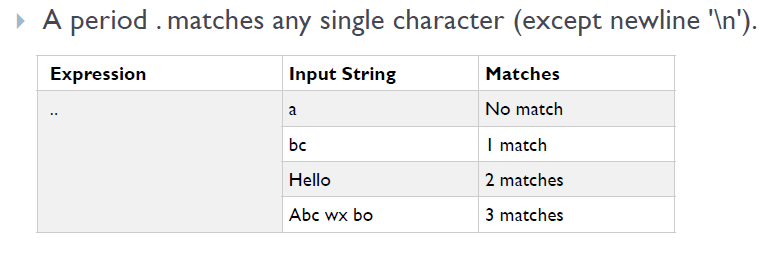 A period . matches any single character (except newline '\n').
Expression Input String Matches
.. a No match
bc 1 match
Hello 2 matches
Abc wx bo 3 matches